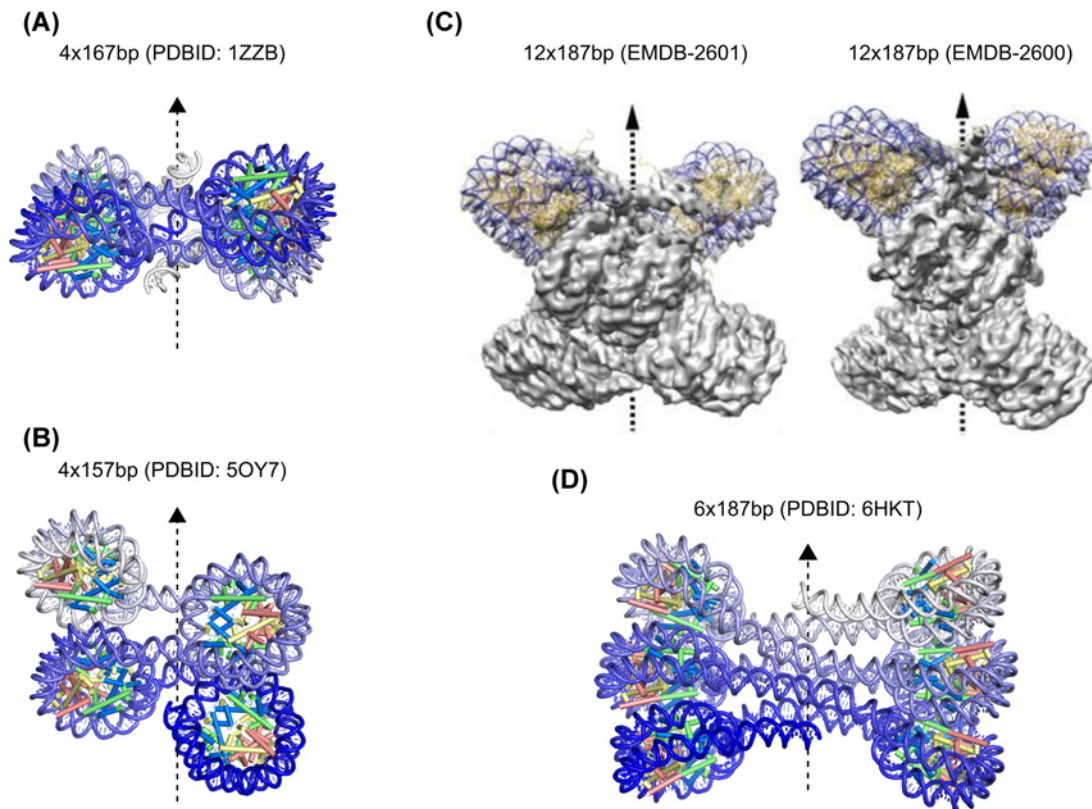 (A)
4x167bp (PDBID: 1ZZB)
(B)
4x157bp (PDBID: 5OY7)
(C)
12x187bp (EMDB-2601)
12x187bp (EMDB-2600)
(D)
6x187bp (PDBID: 6HKT)